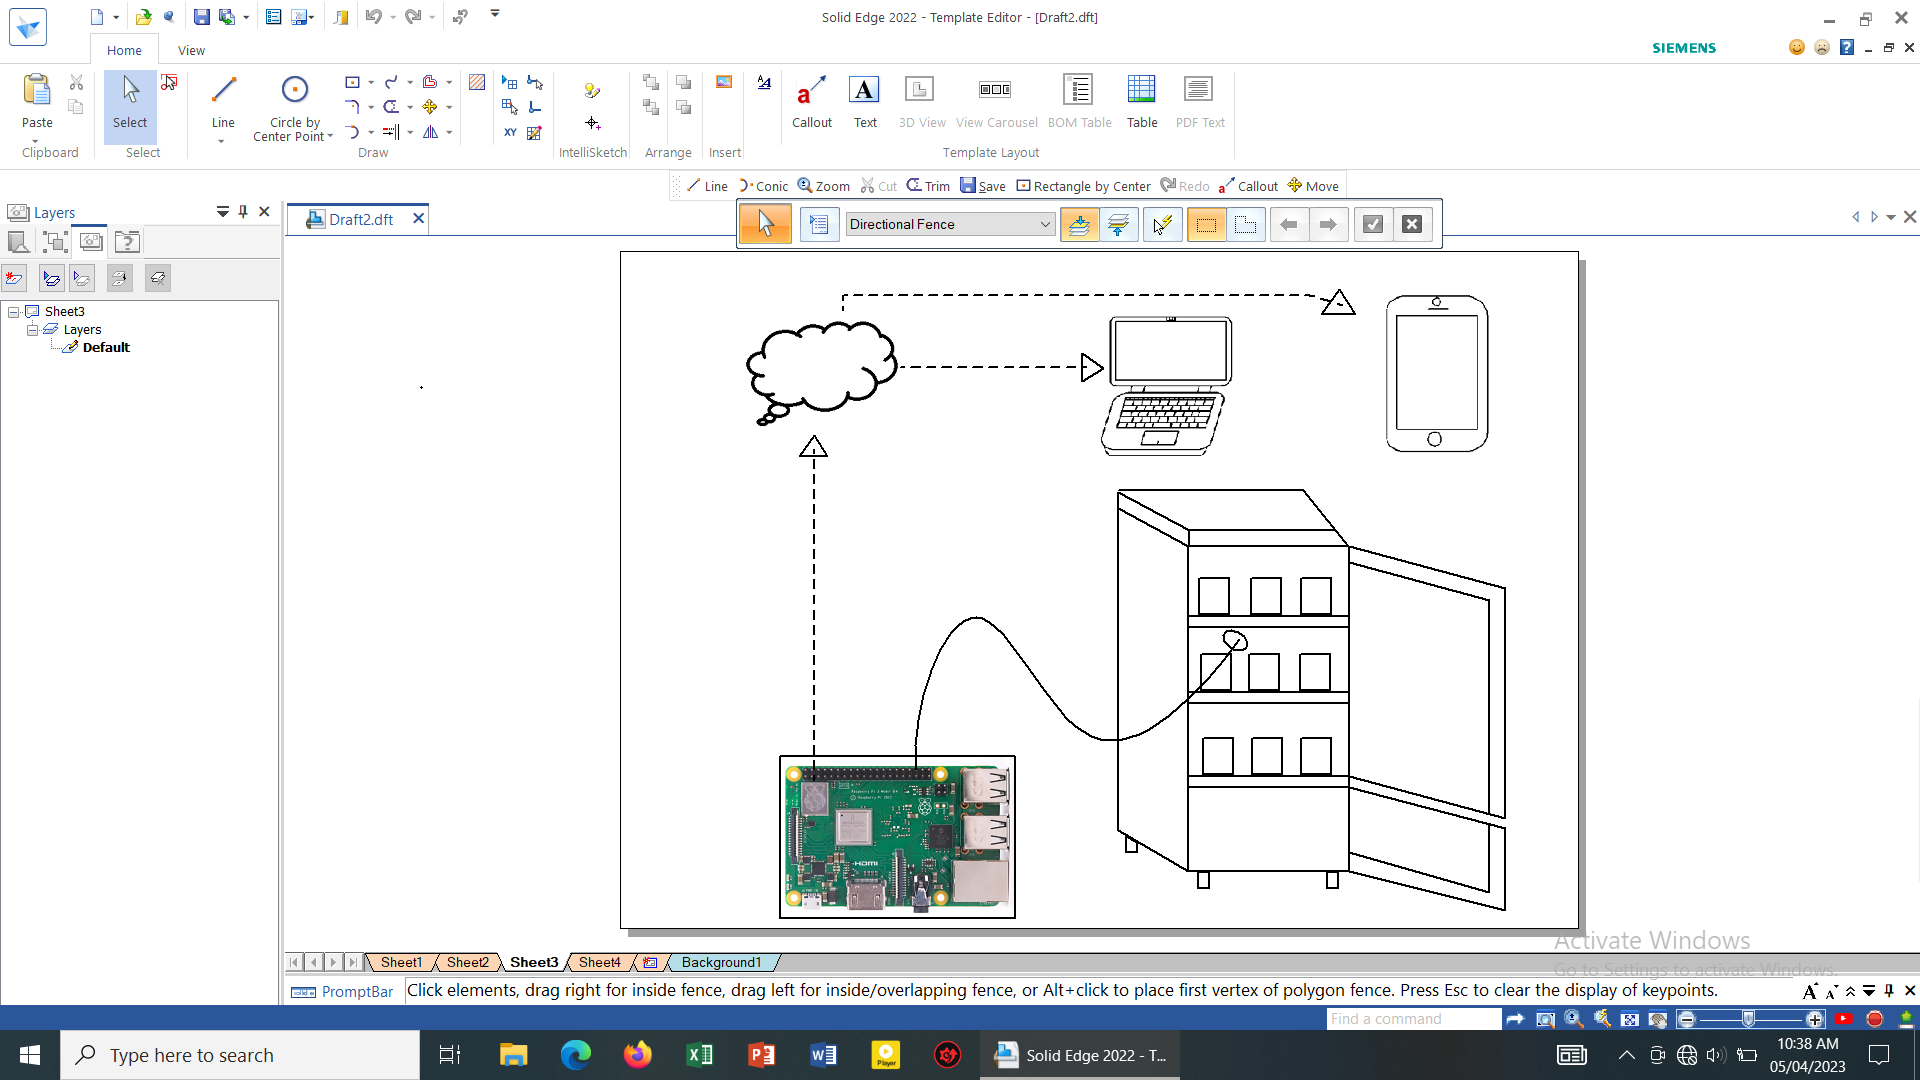 Solid Edge 2022 - Template Editor - [Draft2.dft]
Home
View
SIEMENS
Paste
Select
Line
Circle by
Center Point
XY
Callout
Text
3D View
View Carousel
BOM Table
Table
PDF Text
Clipboard
Select
Draw
IntelliSketch
Arrange
Insert
Template Layout
Line
Conic
Zoom
Cut
Trim
Save
Rectangle by Center
Redo
Callout
Move
Layers
Draft2.dft
Directional Fence
Sheet3
Layers
Default
Raspberry Pi 3 Model B+
HDMI
Sheet1
Sheet2
Sheet3
Sheet4
Background1
Activate Windows
Go to Settings to activate Windows.
PromptBar
Click elements, drag right for inside fence, drag left for inside/overlapping fence, or Alt+click to place first vertex of polygon fence. Press Esc to clear the display of keypoints.
Find a command
Type here to search
Solid Edge 2022 - T...
10:38 AM
05/04/2023